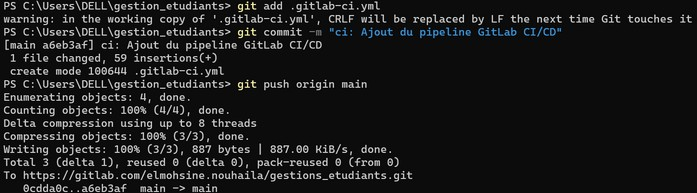 PS C:\Users\DELL\gestion_etudiants> git add .gitlab-ci.yml
warning: in the working copy of '.gitlab-ci.yml', CRLF will be replaced by LF the next time Git touches it
PS C:\Users\DELL\gestion_etudiants> git commit -m "ci: Ajout du pipeline GitLab CI/CD"
[main a6eb3af] ci: Ajout du pipeline GitLab CI/CD
 1 file changed, 59 insertions(+)
 create mode 100644 .gitlab-ci.yml
PS C:\Users\DELL\gestion_etudiants> git push origin main
Enumerating objects: 4, done.
Counting objects: 100% (4/4), done.
Delta compression using up to 8 threads
Compressing objects: 100% (3/3), done.
Writing objects: 100% (3/3), 887 bytes | 887.00 KiB/s, done.
Total 3 (delta 1), reused 0 (delta 0), pack-reused 0 (from 0)
To https://gitlab.com/elmohsine.nouhaila/gestions_etudiants.git
   0cdda0c..a6eb3af  main -> main